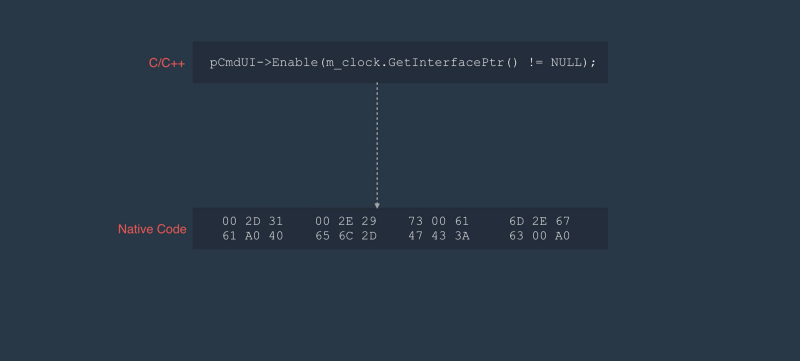 C/C++ pCmdUI->Enable(m_clock.GetInterfacePtr() != NULL);
Native Code
00 2D 31 00 2E 29 73 00 61 6D 2E 67
61 A0 40 65 6C 2D 47 43 3A 63 00 A0